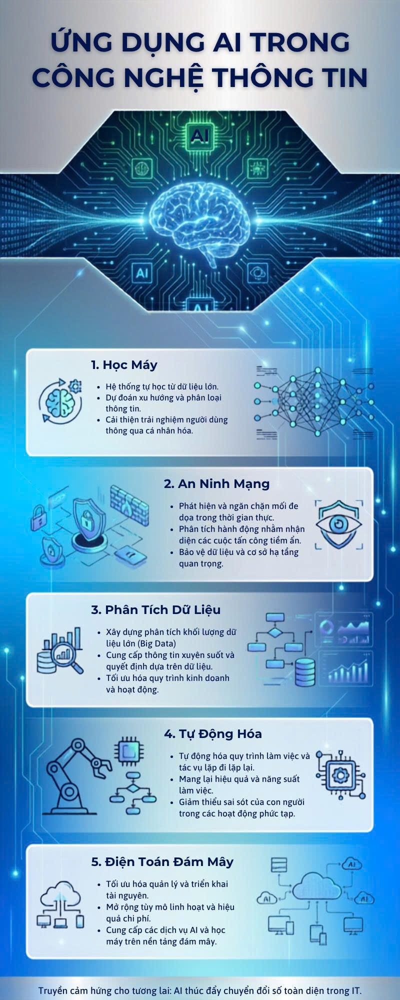 ỨNG DỤNG AI TRONG
CÔNG NGHỆ THÔNG TIN
AI
AI
AI
1. Học Máy
• Hệ thống tự học từ dữ liệu lớn.
• Dự đoán xu hướng và phân loại
thông tin.
• Cải thiện trải nghiệm người dùng
thông qua cá nhân hóa.
2. An Ninh Mạng
• Phát hiện và ngăn chặn mối đe
dọa trong thời gian thực.
• Phân tích hành động nhằm nhận
diện các cuộc tấn công tiềm ẩn.
• Bảo vệ dữ liệu và cơ sở hạ tầng
quan trọng.
3. Phân Tích Dữ Liệu
• Xây dựng phân tích khối lượng dữ
liệu lớn (Big Data)
• Cung cấp thông tin xuyên suốt và
quyết định dựa trên dữ liệu.
• Tối ưu hóa quy trình kinh doanh
và hoạt động.
4. Tự Động Hóa
• Tự động hóa quy trình làm việc và
tác vụ lặp đi lặp lại.
• Mang lại hiệu quả và năng suất
làm việc.
• Giảm thiểu sai sót của con người
trong các hoạt động phức tạp.
5. Điện Toán Đám Mây
• Tối ưu hóa quản lý và triển khai
tài nguyên.
• Mở rộng tùy mô linh hoạt và hiệu
quả chi phí.
• Cung cấp các dịch vụ AI và học
máy trên nền tảng đám mây.
AI
AI
AI
Truyền cảm hứng cho tương lai: AI thúc đẩy chuyển đổi số toàn diện trong IT.